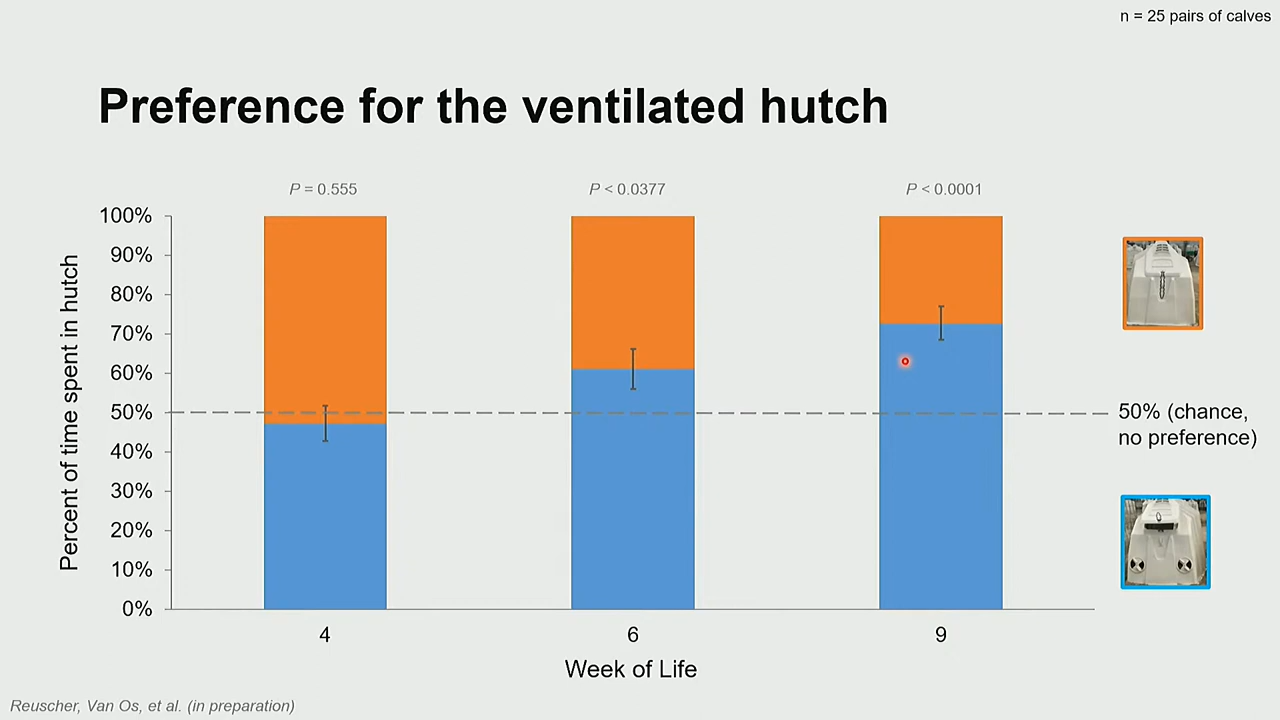 n = 25 pairs of calves
Preference for the ventilated hutch
P = 0.555
P < 0.0377
P < 0.0001
Percent of time spent in hutch
100%
90%
80%
70%
60%
50%
40%
30%
20%
10%
0%
50% (chance,
no preference)
4
6
9
Week of Life
Reuscher, Van Os, et al. (in preparation)